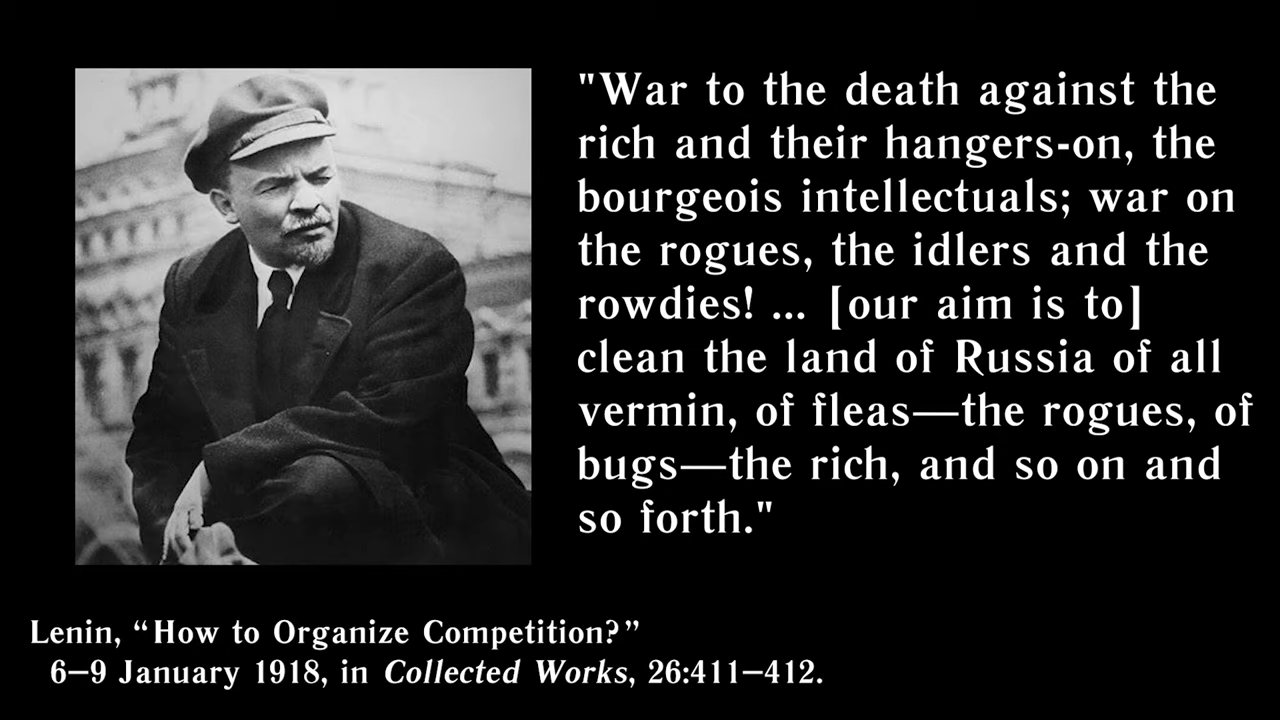 "War to the death against the
rich and their hangers-on, the
bourgeois intellectuals; war on
the rogues, the idlers and the
rowdies! ... [our aim is to]
clean the land of Russia of all
vermin, of fleas—the rogues, of
bugs—the rich, and so on and
so forth."
Lenin, “How to Organize Competition?”
6–9 January 1918, in Collected Works, 26:411–412.